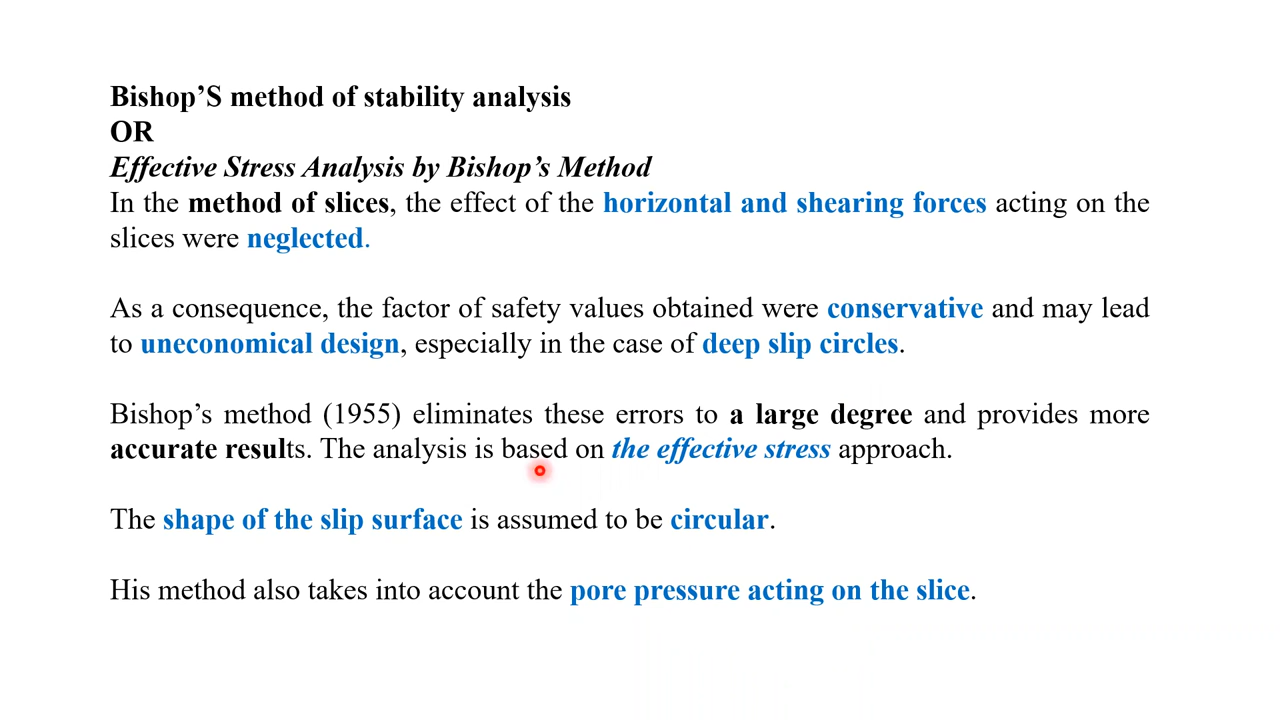 Bishop’S method of stability analysis
OR
Effective Stress Analysis by Bishop’s Method
In the method of slices, the effect of the horizontal and shearing forces acting on the
slices were neglected.
As a consequence, the factor of safety values obtained were conservative and may lead
to uneconomical design, especially in the case of deep slip circles.
Bishop’s method (1955) eliminates these errors to a large degree and provides more
accurate results. The analysis is based on the effective stress approach.
The shape of the slip surface is assumed to be circular.
His method also takes into account the pore pressure acting on the slice.